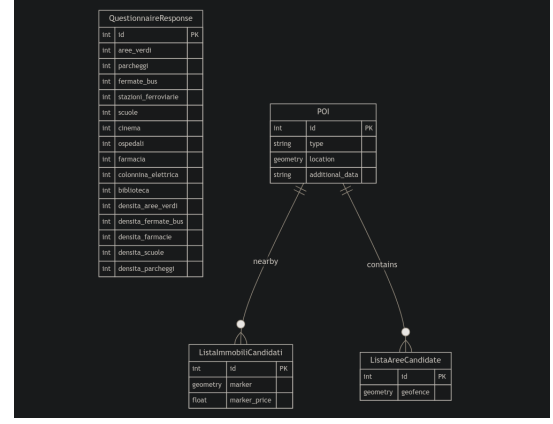 QuestionnaireResponse
int id PK
int aree_verdi
int parcheggi
int fermate_bus
int stazioni_ferroviarie
int scuole
int cinema
int ospedali
int farmacia
int colonnina_elettrica
int biblioteca
int densita_aree_verdi
int densita_fermate_bus
int densita_farmacie
int densita_scuole
int densita_parcheggi
POI
int id PK
string type
geometry location
string additional_data
nearby
contains
ListaImmobiliCandidati
int id PK
geometry marker
float marker_price
ListaAreeCandidate
int id PK
geometry geofence